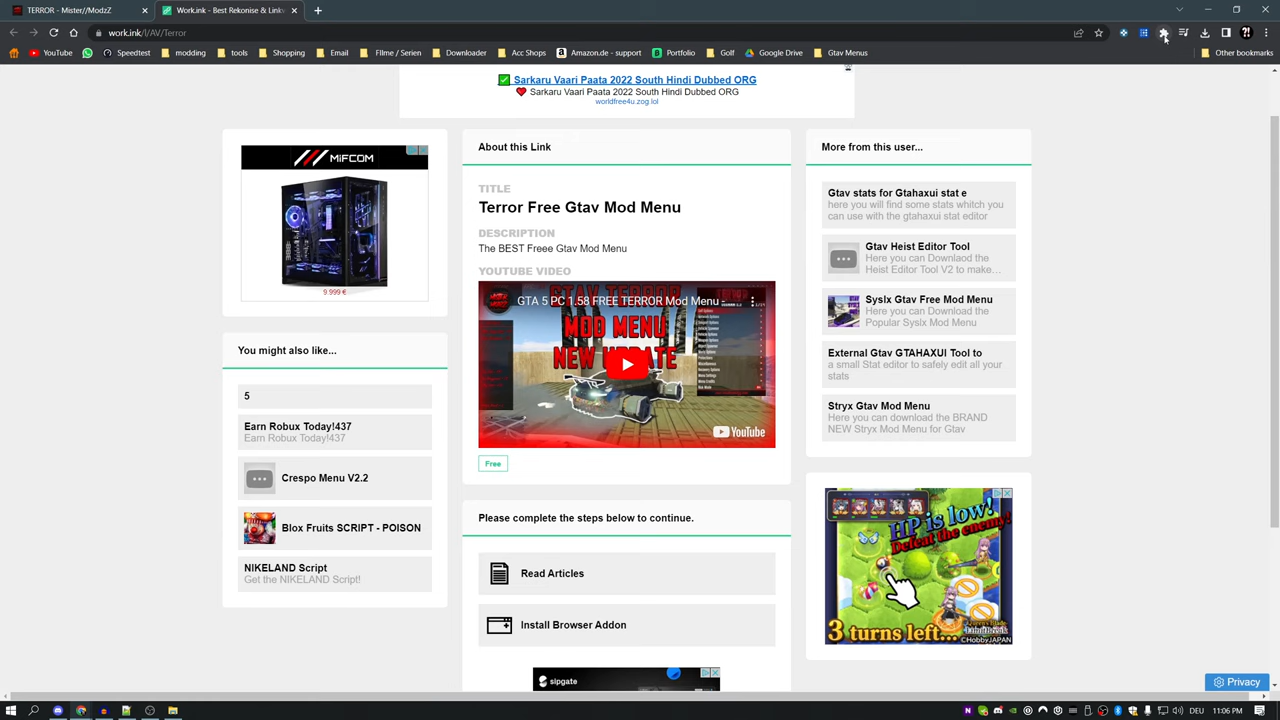 TERROR - Mister//ModzZ
Work.ink - Best Rekonise & Linkv
work.ink/l/AV/Terror
YouTube
Speedtest
modding
tools
Shopping
Email
FIlme / Serien
Downloader
Acc Shops
Amazon.de - support
Portfolio
Golf
Google Drive
Gtav Menus
Other bookmarks
Sarkaru Vaari Paata 2022 South Hindi Dubbed ORG
Sarkaru Vaari Paata 2022 South Hindi Dubbed ORG
worldfree4u.zog.lol
MIFCOM
9.999 €
You might also like...
5
Earn Robux Today!437
Earn Robux Today!437
Crespo Menu V2.2
Blox Fruits SCRIPT - POISON
NIKELAND Script
Get the NIKELAND Script!
About this Link
TITLE
Terror Free Gtav Mod Menu
DESCRIPTION
The BEST Freee Gtav Mod Menu
YOUTUBE VIDEO
GTA 5 PC 1.58 FREE TERROR Mod Menu -
GTAV TERROR
MOD MENU
NEW UPDATE
YouTube
Free
Please complete the steps below to continue.
Read Articles
Install Browser Addon
sipgate
More from this user...
Gtav stats for Gtahaxui stat e
here you will find some stats whitch you
can use with the gtahaxui stat editor
Gtav Heist Editor Tool
Here you can Downlaod the
Heist Editor Tool V2 to make...
Syslx Gtav Free Mod Menu
Here you can Download the
Popular Syslx Mod Menu
External Gtav GTAHAXUI Tool to
a small Stat editor to safely edit all your
stats
Stryx Gtav Mod Menu
Here you can download the BRAND
NEW Stryx Mod Menu for Gtav
HP is low!
Defeat the enemy!
3 turns left...
©HobbyJAPAN
Privacy
DEU
11:06 PM